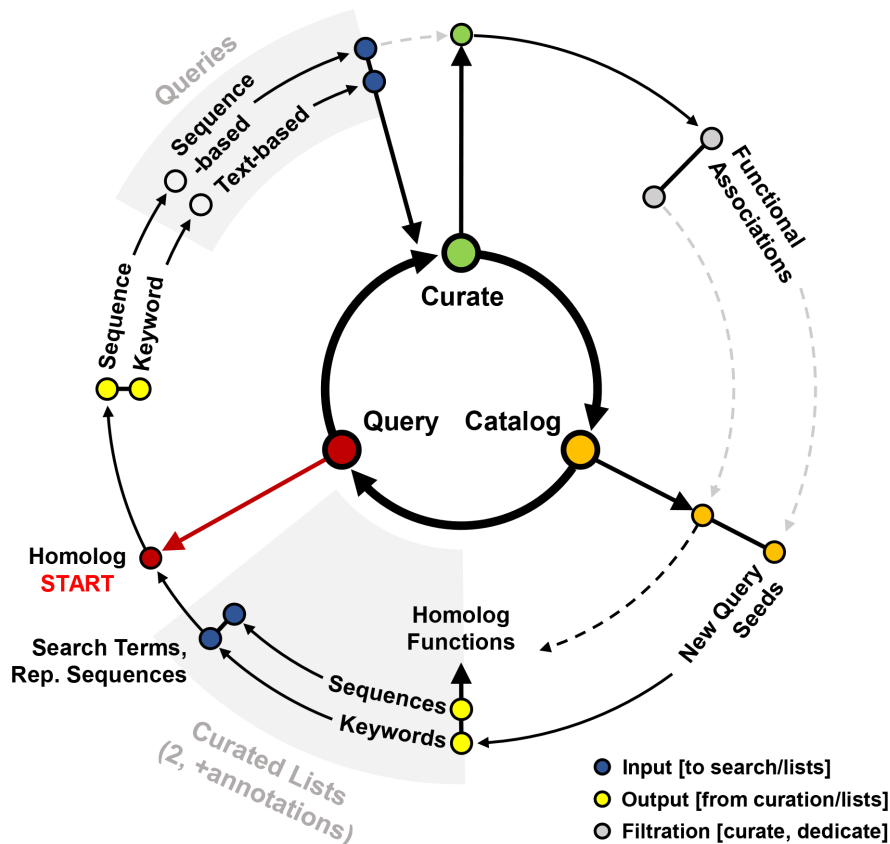 Queries
Sequence
-based
Text-based
Functional
Associations
Curate
Sequence
Keyword
Query
Catalog
Homolog
START
Homolog
Functions
New Query
Seeds
Search Terms,
Rep. Sequences
Sequences
Keywords
Curated Lists
(2, +annotations)
Input [to search/lists]
Output [from curation/lists]
Filtration [curate, dedicate]